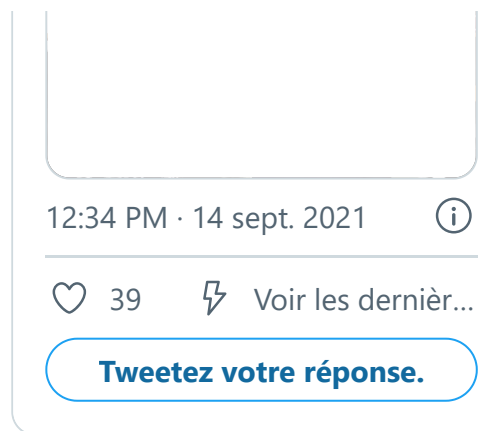 12:34 PM · 14 sept. 2021
39 Voir les dernièr...
Tweetez votre réponse.